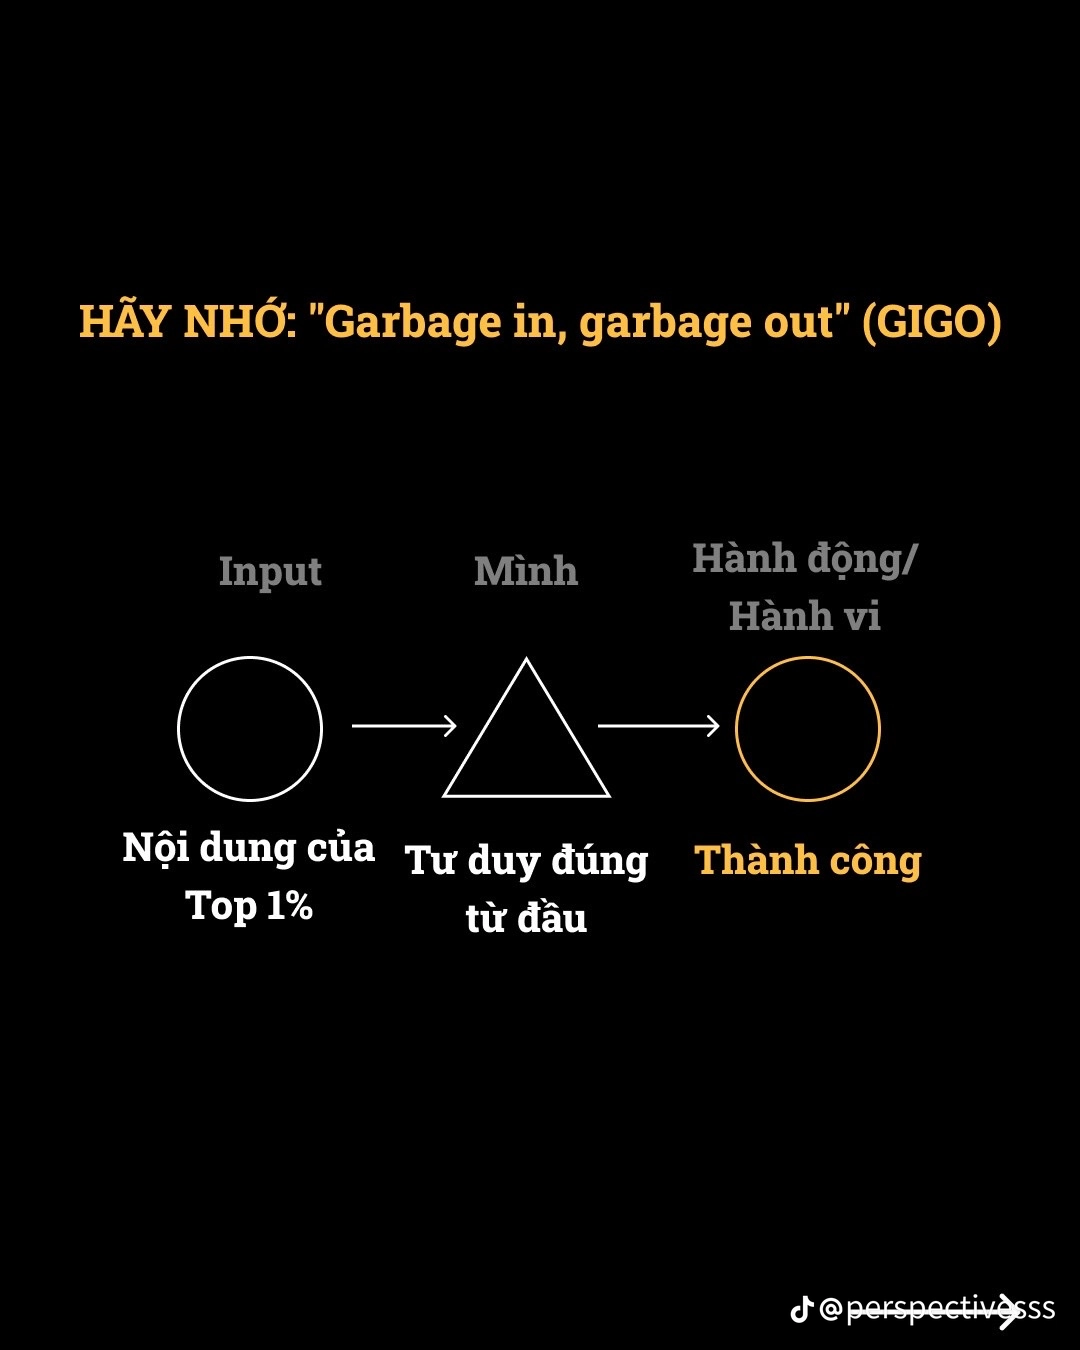 HÃY NHỚ: "Garbage in, garbage out" (GIGO)
Input
Mình
Hành động/
Hành vi
Nội dung của
Top 1%
Tư duy đúng
từ đầu
Thành công
@perspectivesss